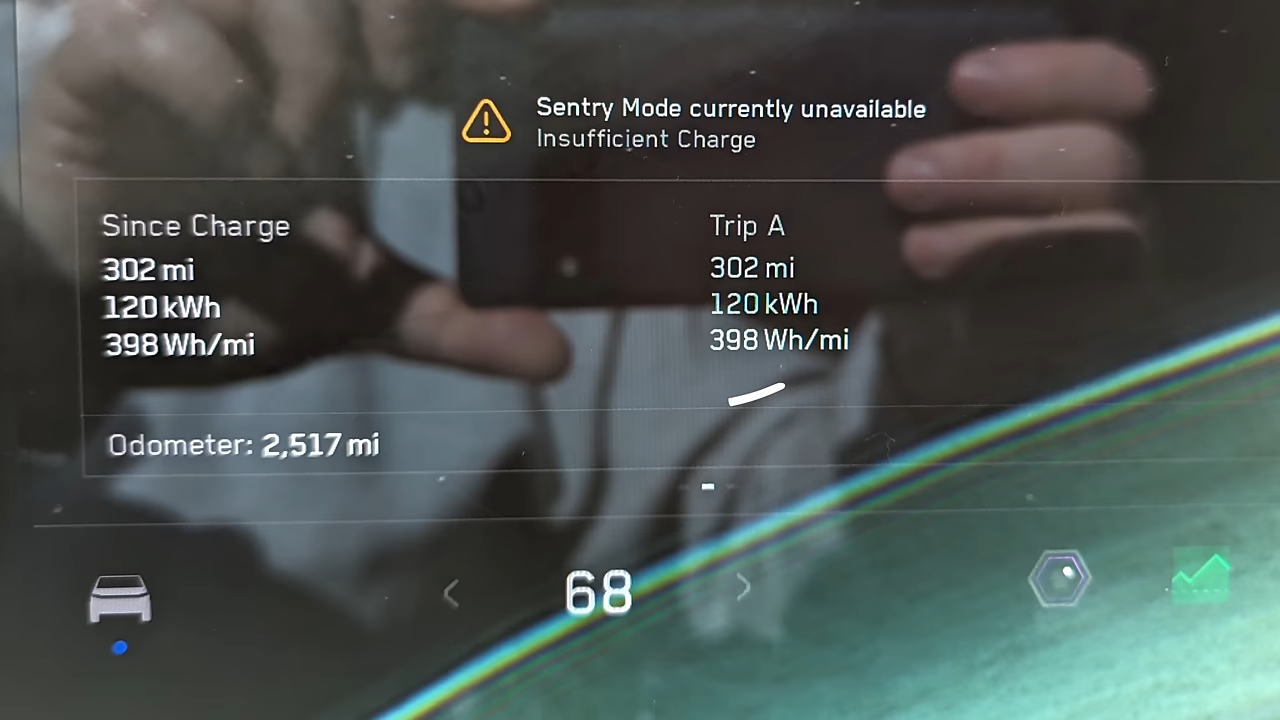 Sentry Mode currently unavailable
Insufficient Charge
Since Charge
302 mi
120 kWh
398 Wh/mi
Trip A
302 mi
120 kWh
398 Wh/mi
Odometer: 2,517 mi
68